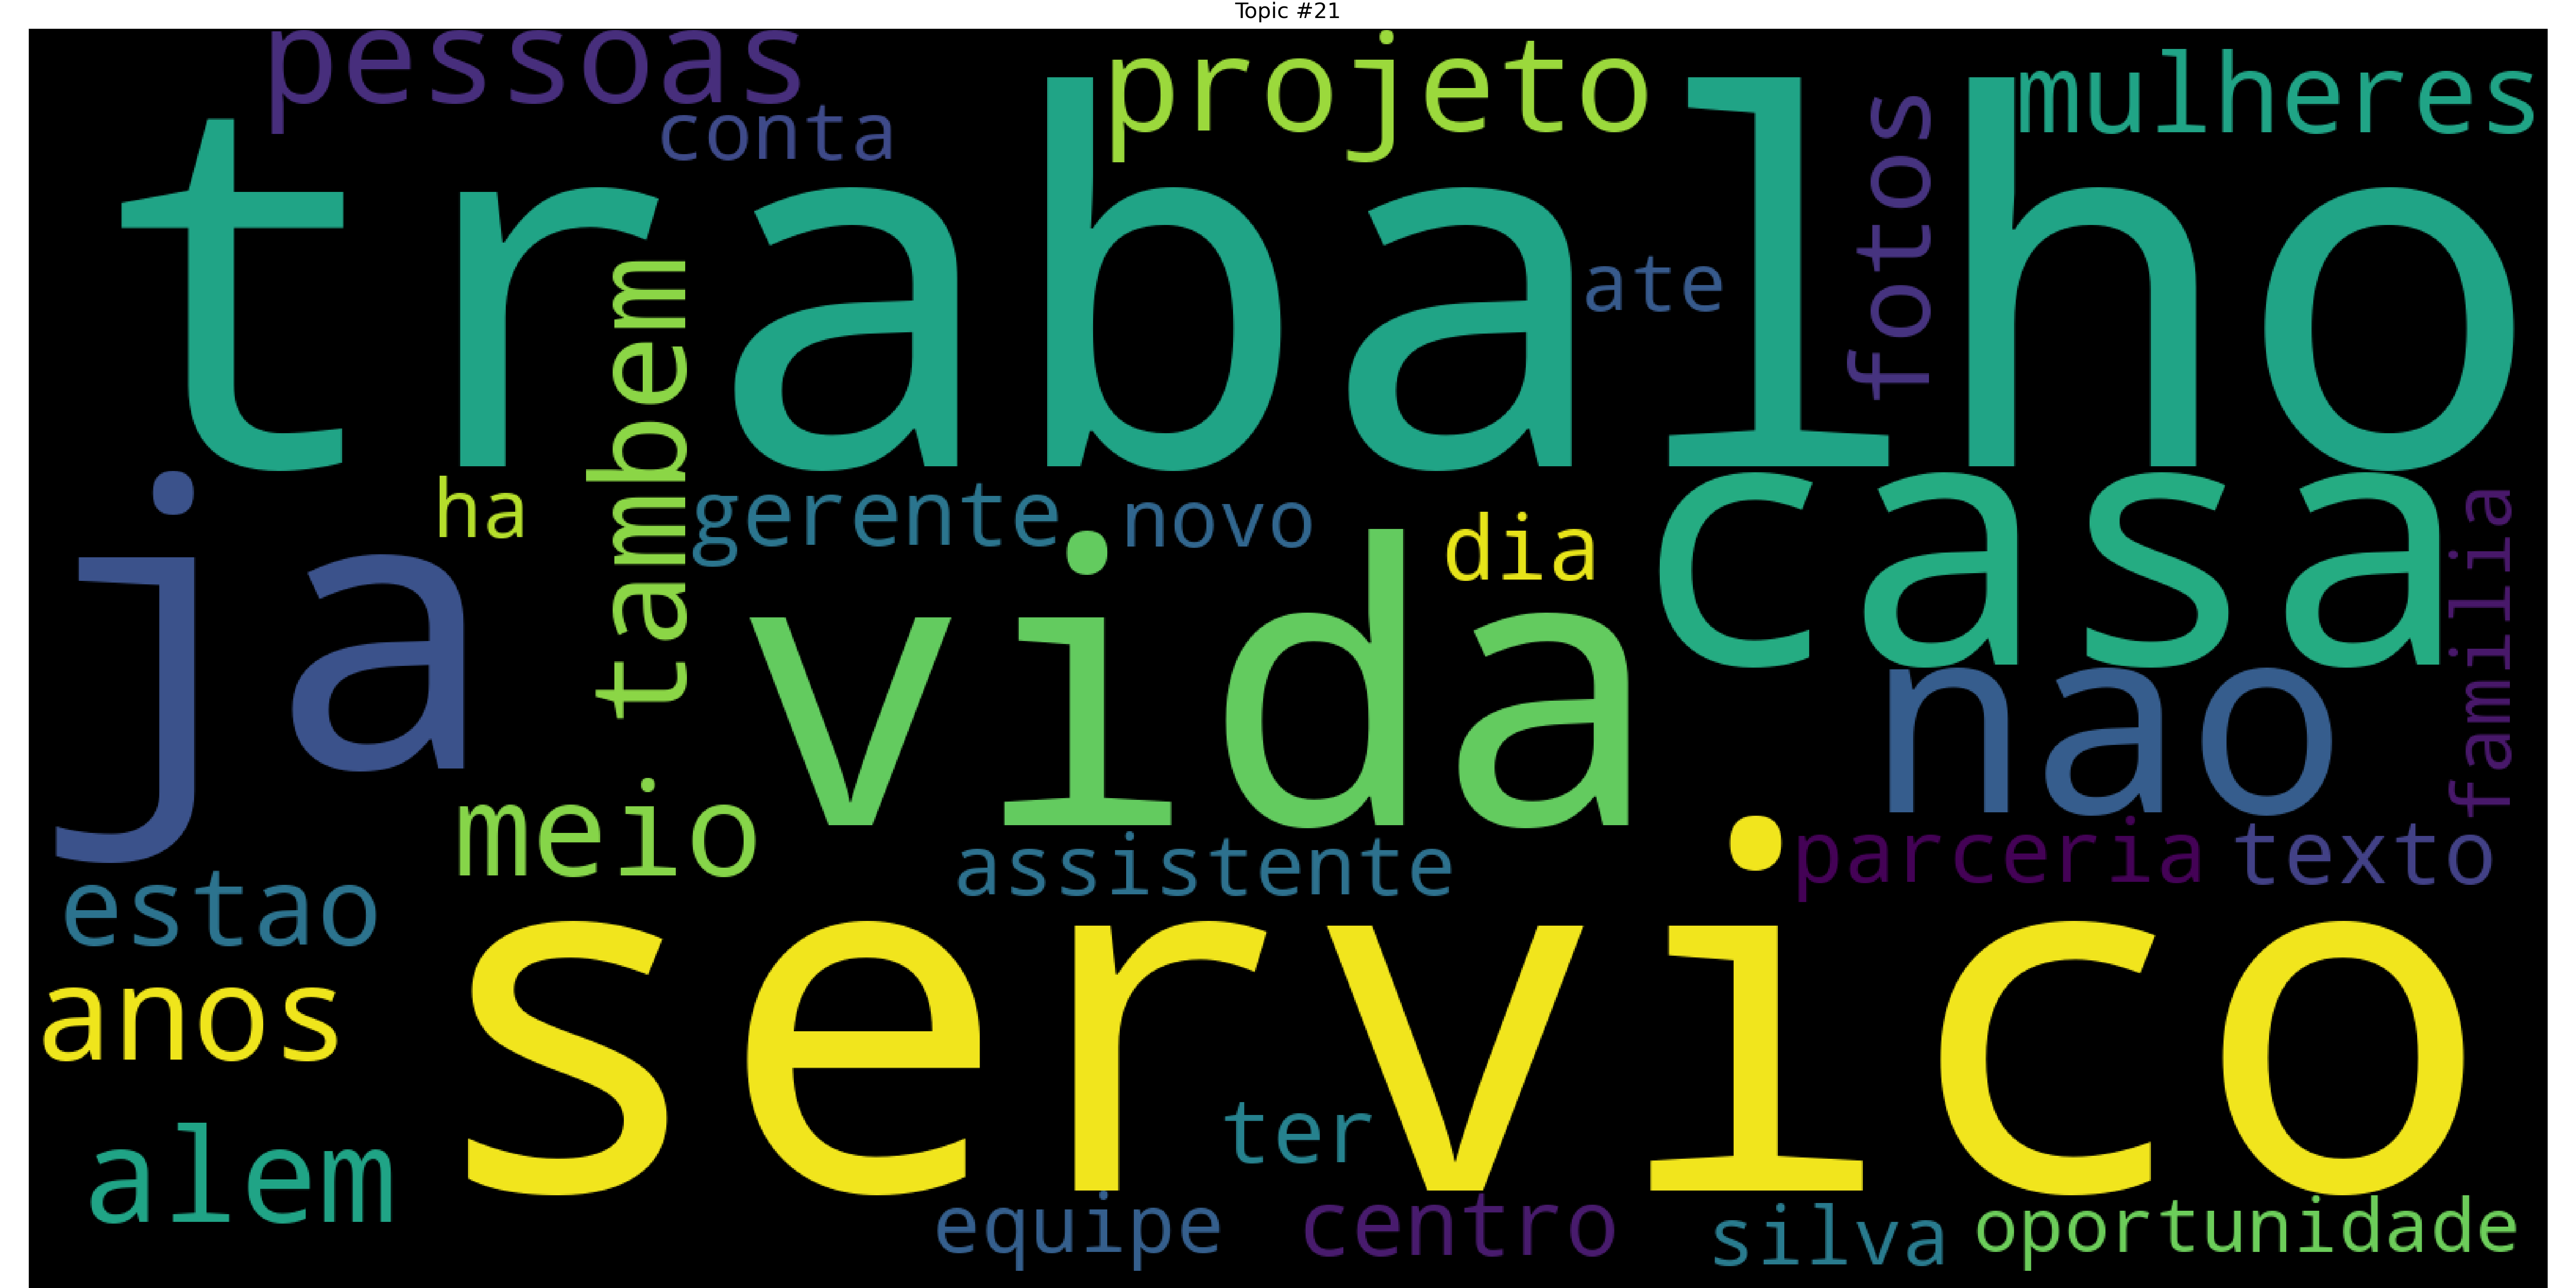 Topic #21
pessoas
projeto
mulheres
conta
trabalho
fotos
ate
tambem
ja
ha
gerente
novo
dia
casa
familia
vida
nao
meio
assistente
parceria
texto
estao
servico
anos
alem
ter
equipe
centro
silva
oportunidade